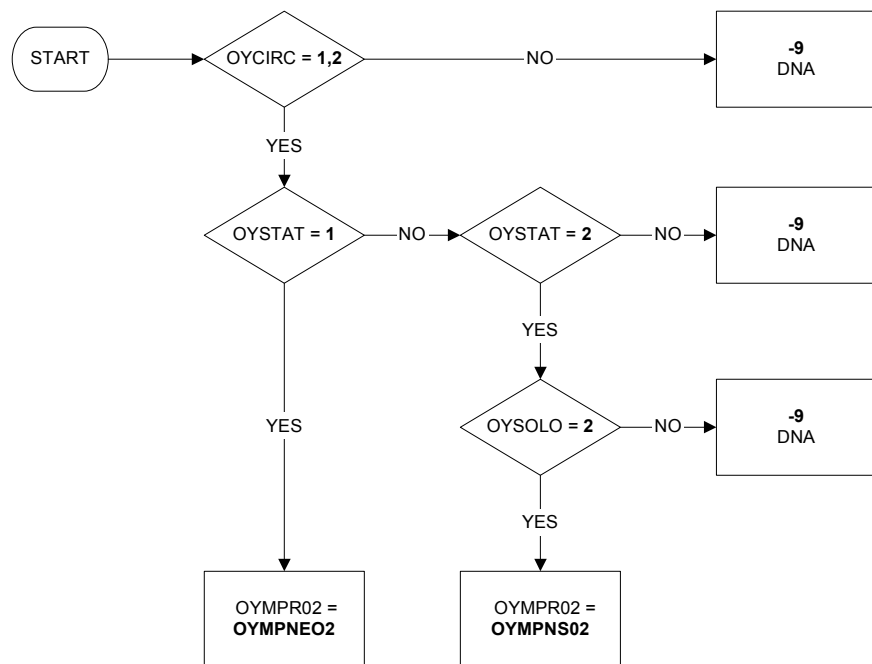 START
OYCIRC = 1,2
NO
-9
DNA
YES
OYSTAT = 1
NO
OYSTAT = 2
NO
-9
DNA
YES
YES
OYSOLO = 2
NO
-9
DNA
YES
OYMPR02 =
OYMPNEO2
OYMPR02 =
OYMPNS02